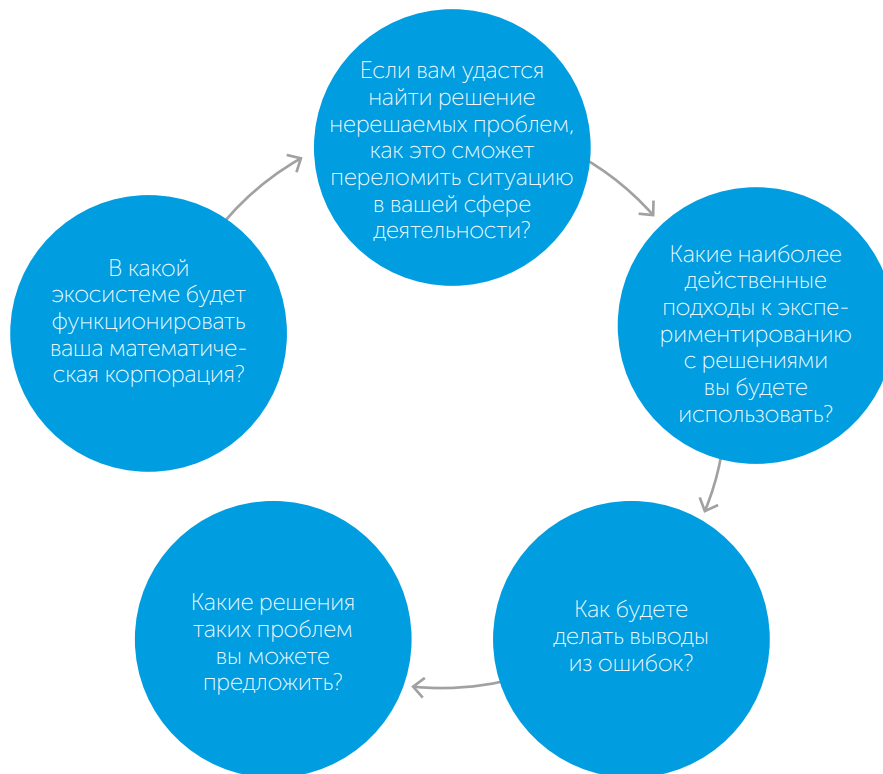 Если вам удастся
найти решение
нерешаемых проблем,
как это сможет
переломить ситуацию
в вашей сфере
деятельности?
Какие наиболее
действенные
подходы к экспе-
риментированию
с решениями
вы будете
использовать?
Как будете
делать выводы
из ошибок?
Какие решения
таких проблем
вы можете
предложить?
В какой
экосистеме будет
функционировать
ваша математиче-
ская корпорация?